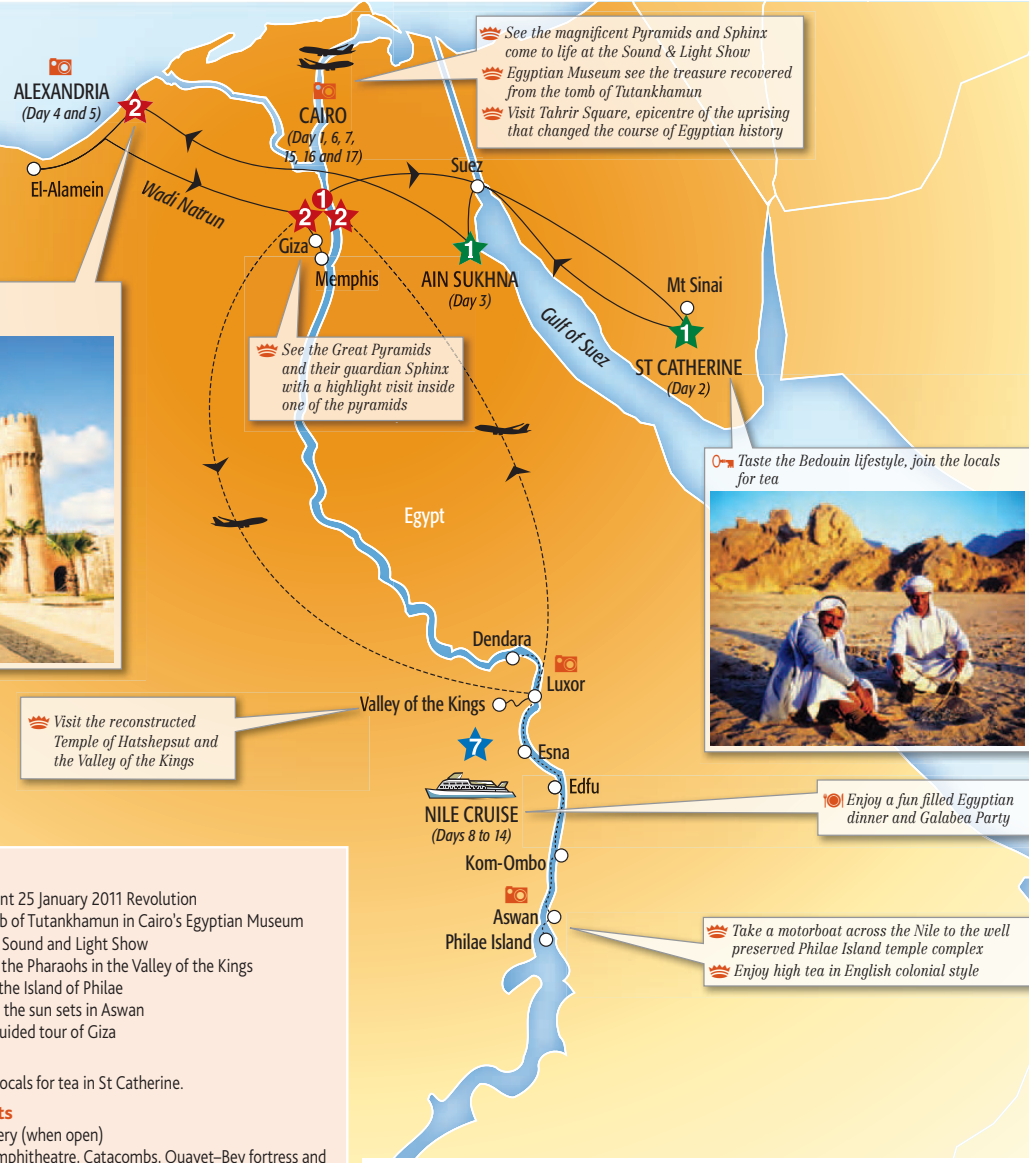 See the magnificent Pyramids and Sphinx
come to life at the Sound & Light Show
Egyptian Museum see the treasure recovered
from the tomb of Tutankhamun
Visit Tahrir Square, epicentre of the uprising
that changed the course of Egyptian history
ALEXANDRIA
(Day 4 and 5)
2
CAIRO
(Day 1, 6, 7,
15, 16 and 17)
El-Alamein
Wadi Natrun
Suez
1
2
2
Giza
Memphis
1
AIN SUKHNA
(Day 3)
Mt Sinai
1
ST CATHERINE
(Day 2)
Gulf of Suez
See the Great Pyramids
and their guardian Sphinx
with a highlight visit inside
one of the pyramids
Taste the Bedouin lifestyle, join the locals
for tea
Egypt
Dendara
Luxor
Valley of the Kings
Visit the reconstructed
Temple of Hatshepsut and
the Valley of the Kings
7
Esna
Edfu
NILE CRUISE
(Days 8 to 14)
Enjoy a fun filled Egyptian
dinner and Galabea Party
Kom-Ombo
Aswan
Philae Island
Take a motorboat across the Nile to the well
preserved Philae Island temple complex
Enjoy high tea in English colonial style
nt 25 January 2011 Revolution
b of Tutankhamun in Cairo's Egyptian Museum
Sound and Light Show
the Pharaohs in the Valley of the Kings
the Island of Philae
the sun sets in Aswan
uided tour of Giza
ocals for tea in St Catherine.
ts
ery (when open)
mphitheatre, Catacombs, Quayet–Bey fortress and